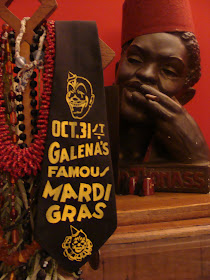 OCT. 31ST
GALENA'S
FAMOUS
MARDI
GRAS